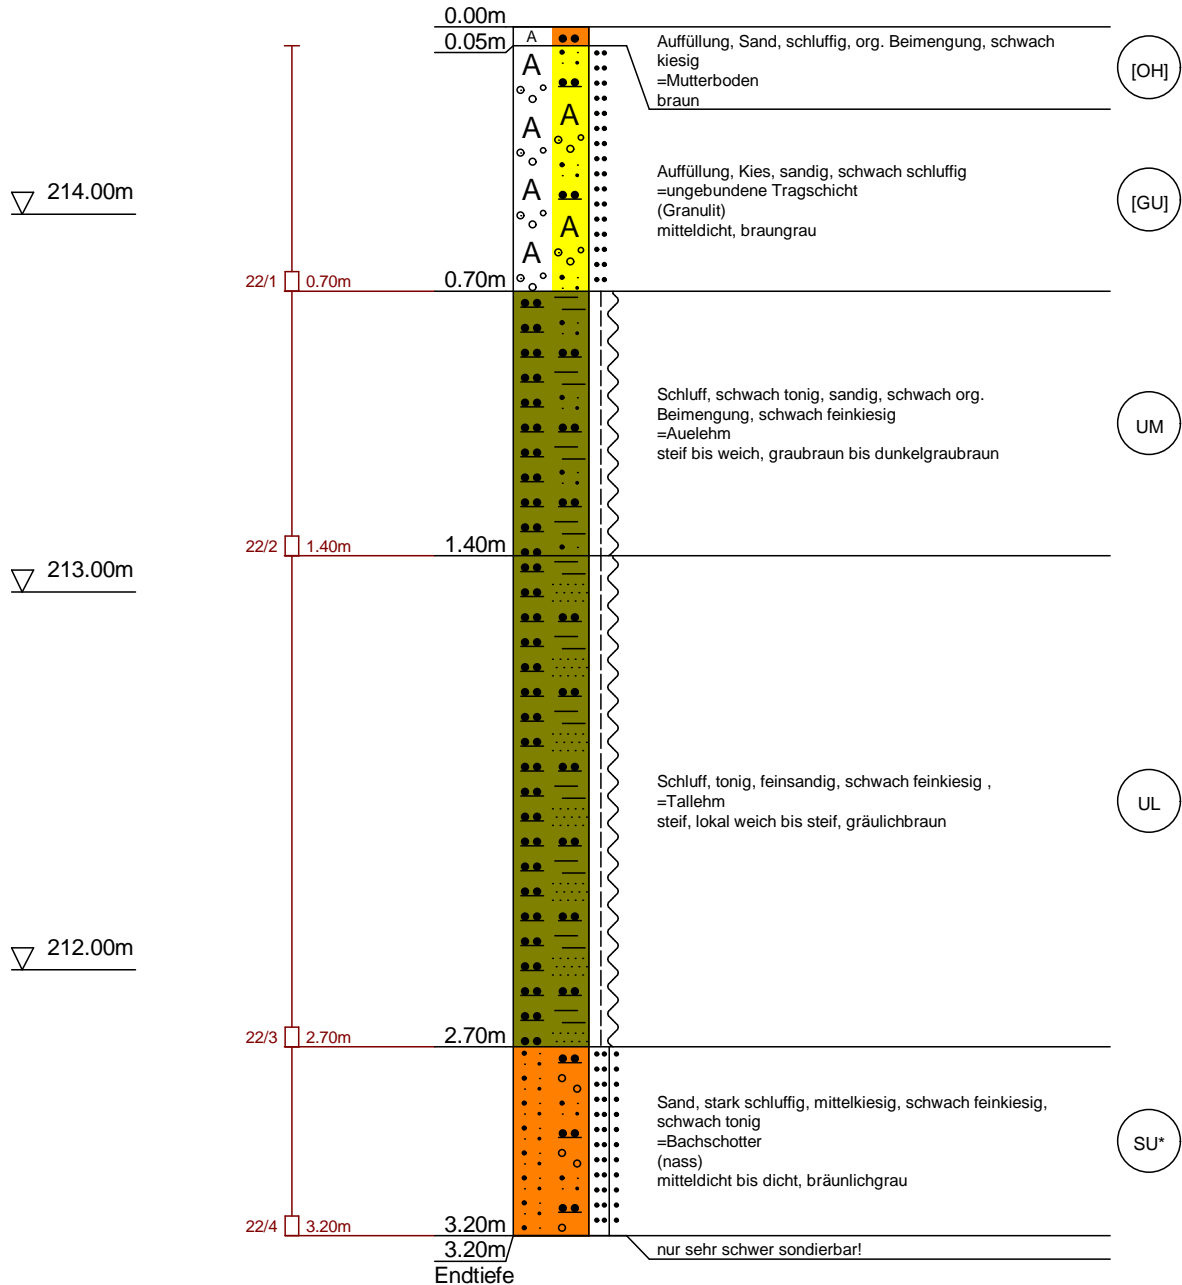 0.00m
0.05m
A
Auffüllung, Sand, schluffig, org. Beimengung, schwach
kiesig
=Mutterboden
braun
[OH]
A
A
A
A
A
A
Auffüllung, Kies, sandig, schwach schluffig
=ungebundene Tragschicht
(Granulit)
mitteldicht, braungrau
[GU]
214.00m
22/1
0.70m
0.70m
Schluff, schwach tonig, sandig, schwach org.
Beimengung, schwach feinkiesig
=Auelehm
steif bis weich, graubraun bis dunkelgraubraun
UM
22/2
1.40m
1.40m
213.00m
Schluff, tonig, feinsandig, schwach feinkiesig ,
=Tallehm
steif, lokal weich bis steif, gräulichbraun
UL
212.00m
22/3
2.70m
2.70m
Sand, stark schluffig, mittelkiesig, schwach feinkiesig,
schwach tonig
=Bachschotter
(nass)
mitteldicht bis dicht, bräunlichgrau
SU*
22/4
3.20m
3.20m
3.20m
Endtiefe
nur sehr schwer sondierbar!